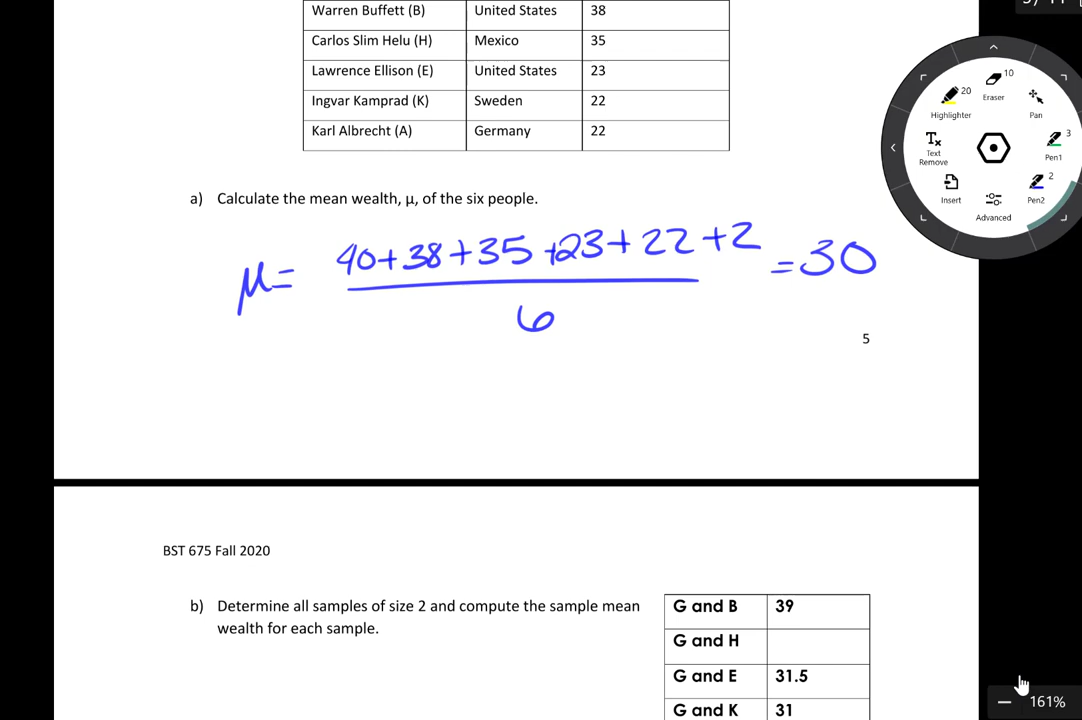 Warren Buffett (B) United States 38
Carlos Slim Helu (H) Mexico 35
Lawrence Ellison (E) United States 23
Ingvar Kamprad (K) Sweden 22
Karl Albrecht (A) Germany 22
10
Eraser
20
Highlighter
Pan
Text
Remove
3
Pen1
Insert
2
Pen2
Advanced
a) Calculate the mean wealth, μ, of the six people.
μ = 40+38+35+23+22+2 = 30
6
5
BST 675 Fall 2020
b) Determine all samples of size 2 and compute the sample mean
wealth for each sample.
G and B 39
G and H
G and E 31.5
G and K 31
161%